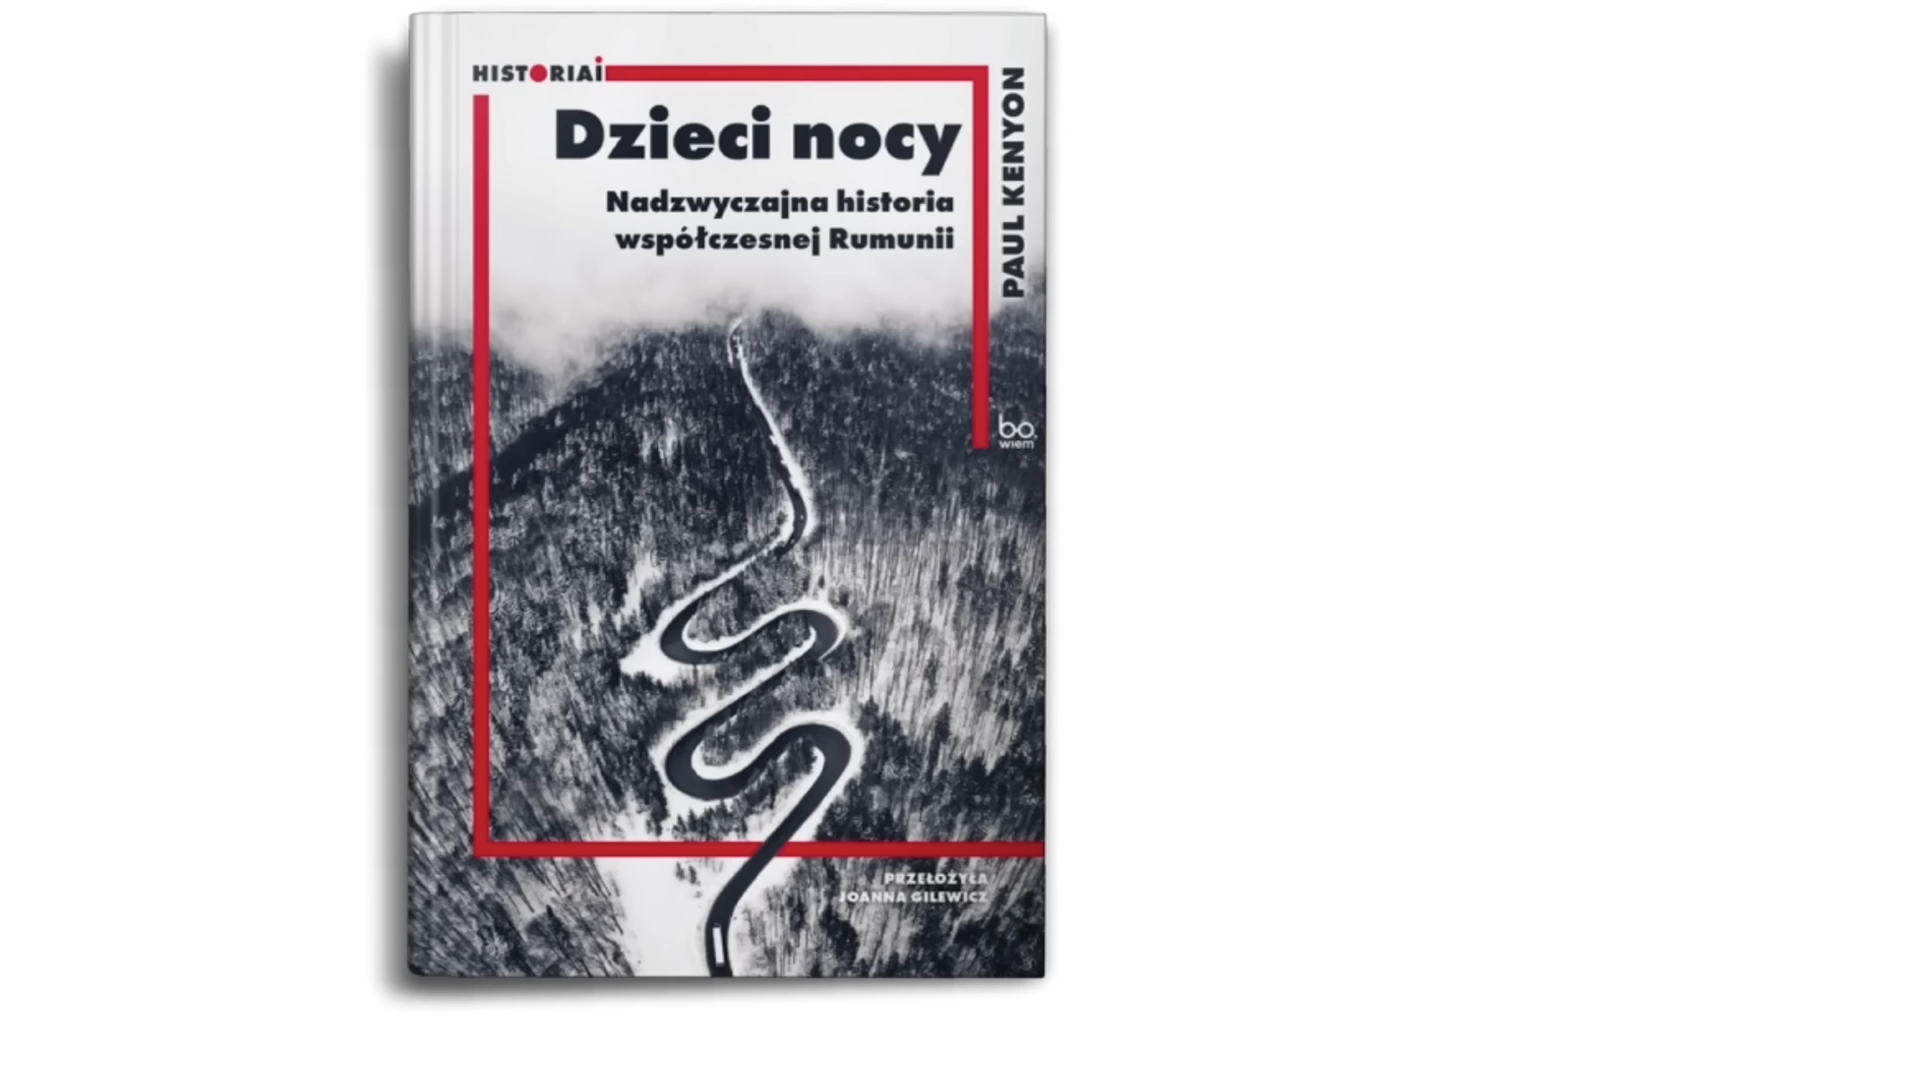 HISTORIAi
Dzieci nocy
Nadzwyczajna historia
współczesnej Rumunii
PAUL KENYON
bo.
wiem
PRZEŁOŻYŁA
JOANNA GILEWICZ